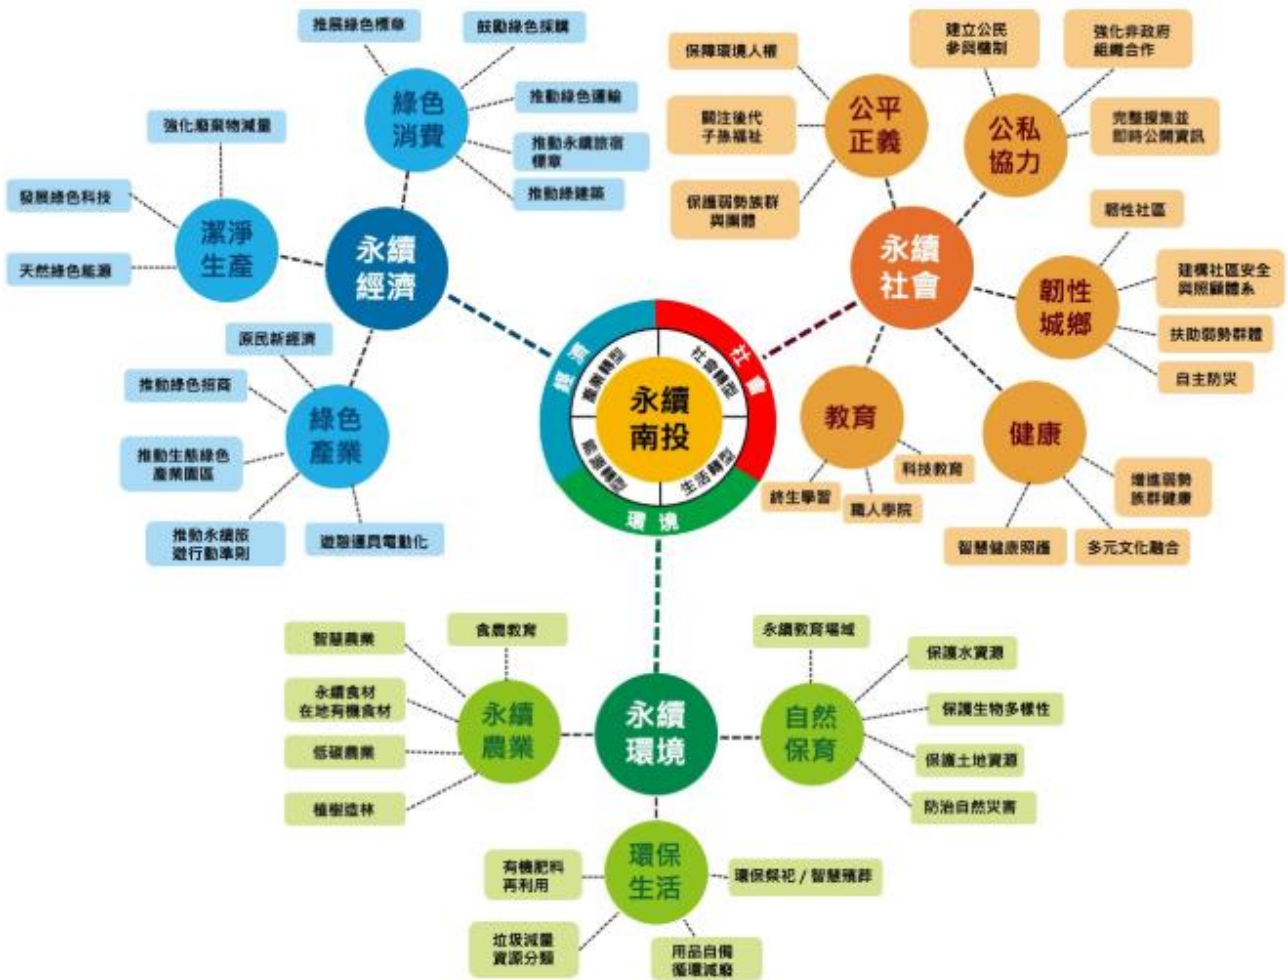 推展綠色標章
鼓勵綠色採購
綠色
消費
推動綠色運輸
推動永續旅宿
標章
推動綠建築
強化廢棄物減量
發展綠色科技
天然綠色能源
潔淨
生產
永續
經濟
原民新經濟
推動綠色招商
推動生態綠色
產業園區
推動永續旅
遊行動準則
遊憩運具電動化
綠色
產業
保障環境人權
關注後代
子孫福祉
保護弱勢族群
與團體
公平
正義
建立公民
參與機制
強化非政府
組織合作
完整搜集並
即時公開資訊
公私
協力
永續
社會
韌性社區
建構社區安全
與照顧體系
扶助弱勢群體
自主防災
韌性
城鄉
教育
終生學習
職人學院
科技教育
健康
增進弱勢
族群健康
多元文化融合
智慧健康照護
經濟
社會
環境
產業轉型
社會轉型
能源轉型
生活轉型
永續
南投
智慧農業
食農教育
永續食材
在地有機食材
低碳農業
植樹造林
永續
農業
永續
環境
永續教育場域
保護水資源
保護生物多樣性
保護土地資源
防治自然災害
自然
保育
環保
生活
有機肥料
再利用
環保祭祀 / 智慧殯葬
垃圾減量
資源分類
用品自備
循環減廢